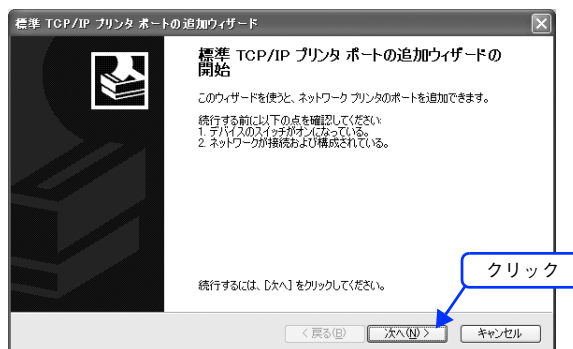 標準 TCP/IP プリンタ ポートの追加ウィザード
標準 TCP/IP プリンタ ポートの追加ウィザードの
開始
このウィザードを使うと、ネットワーク プリンタのポートを追加できます。
続行する前に以下の点を確認してください:
1. デバイスのスイッチがオンになっている。
2. ネットワークが接続および構成されている。
クリック
続行するには、[次へ] をクリックしてください。
< 戻る(B)
次へ(N) >
キャンセル